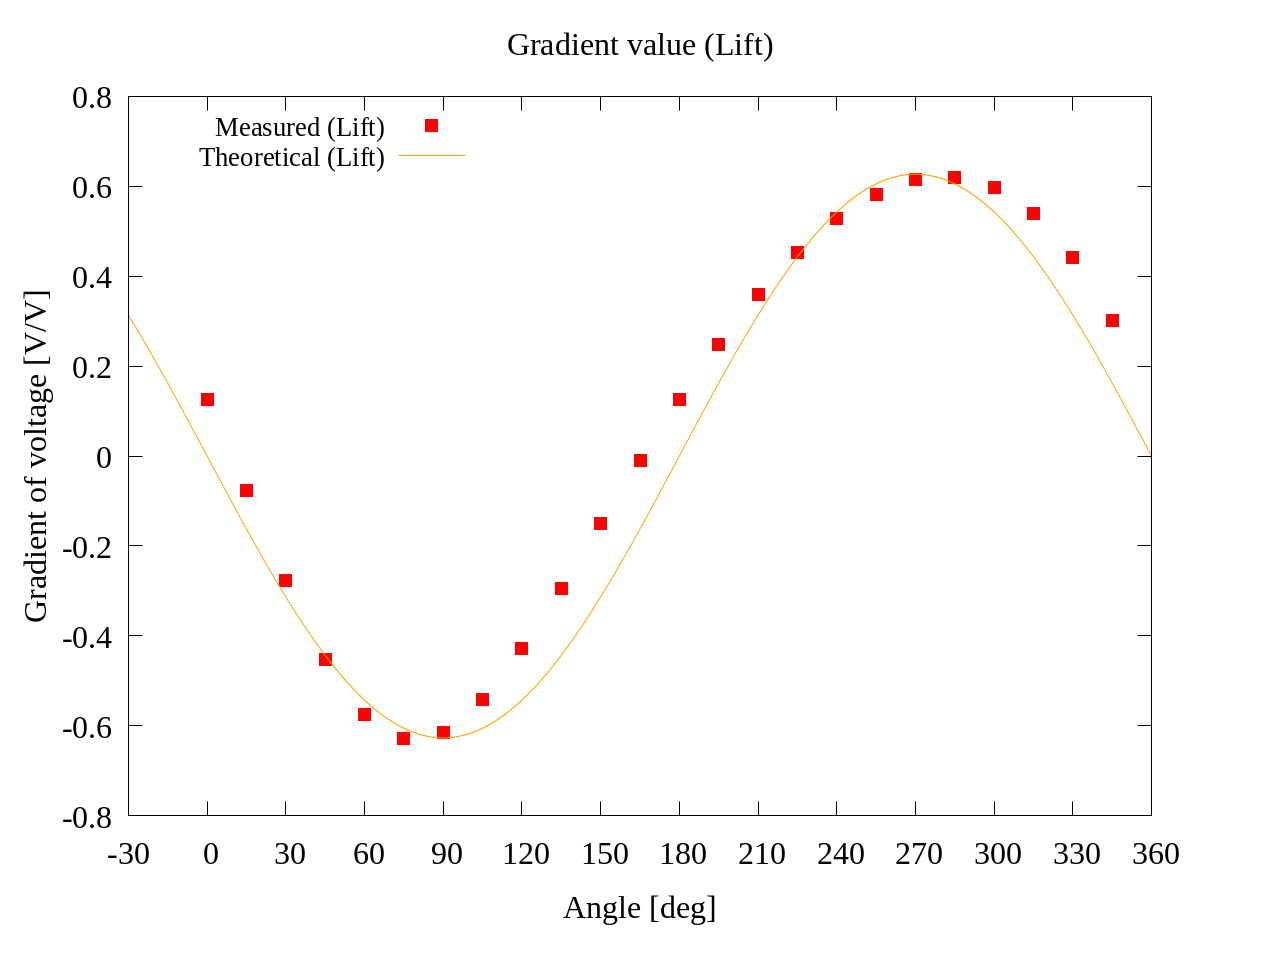 Gradient value (Lift)
0.8
0.6
0.4
0.2
0
-0.2
-0.4
-0.6
-0.8
Measured (Lift)
Theoretical (Lift)
Gradient of voltage [V/V]
-30 0 30 60 90 120 150 180 210 240 270 300 330 360
Angle [deg]